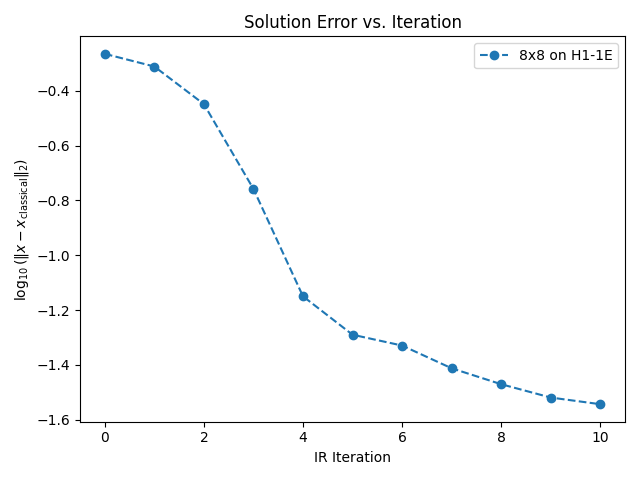 Solution Error vs. Iteration
8x8 on H1-1E
−0.4
−0.6
−0.8
−1.0
−1.2
−1.4
−1.6
log₁₀(‖x − x_classical‖₂)
0 2 4 6 8 10
IR Iteration